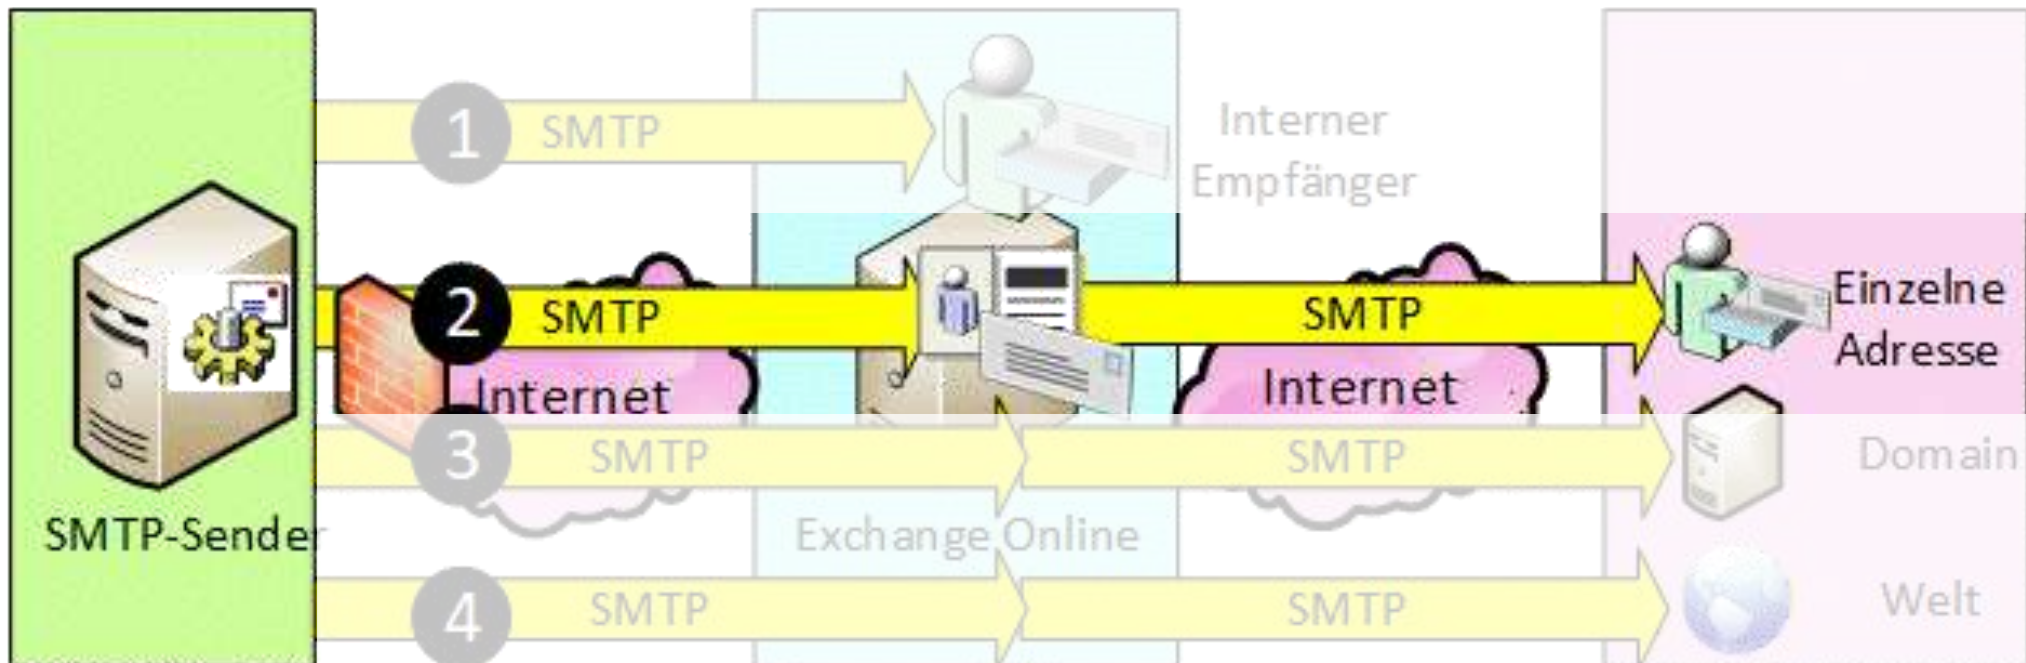 1
SMTP
Interner
Empfänger
2
SMTP
SMTP
Einzelne
Adresse
Internet
Internet
3
SMTP
SMTP
Domain
SMTP-Sender
Exchange Online
4
SMTP
SMTP
Welt